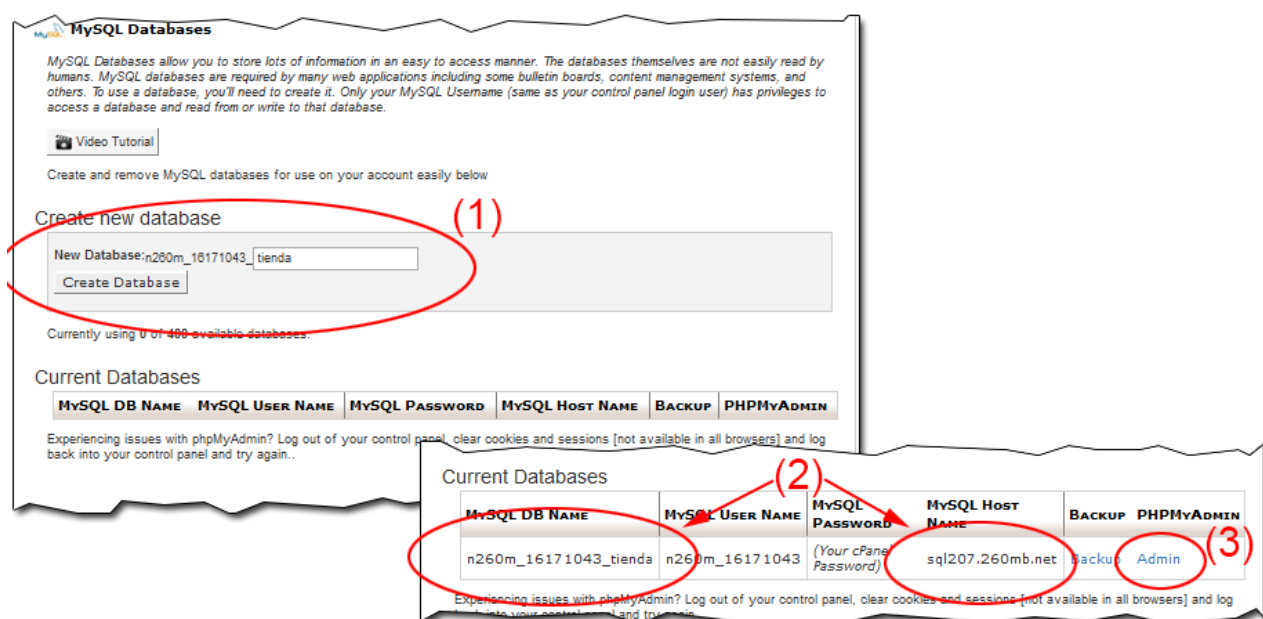 MySQL Databases
MySQL Databases allow you to store lots of information in an easy to access manner. The databases themselves are not easily read by
humans. MySQL databases are required by many web applications including some bulletin boards, content management systems, and
others. To use a database, you'll need to create it. Only your MySQL Username (same as your control panel login user) has privileges to
access a database and read from or write to that database.
Video Tutorial
Create and remove MySQL databases for use on your account easily below
Create new database
(1)
New Database:n260m_16171043_ tienda
Create Database
Currently using 0 of 400 available databases.
Current Databases
MySQL DB Name MySQL User Name MySQL Password MySQL Host Name Backup PHPMyAdmin
Experiencing issues with phpMyAdmin? Log out of your control panel, clear cookies and sessions [not available in all browsers] and log
back into your control panel and try again..
Current Databases
(2)
MySQL DB Name MySQL User Name MySQL Password MySQL Host Name Backup PHPMyAdmin
n260m_16171043_tienda n260m_16171043 (Your cPanel Password) sql207.260mb.net Backup Admin
(3)
Experiencing issues with phpMyAdmin? Log out of your control panel, clear cookies and sessions [not available in all browsers] and log
back into your control panel and try again